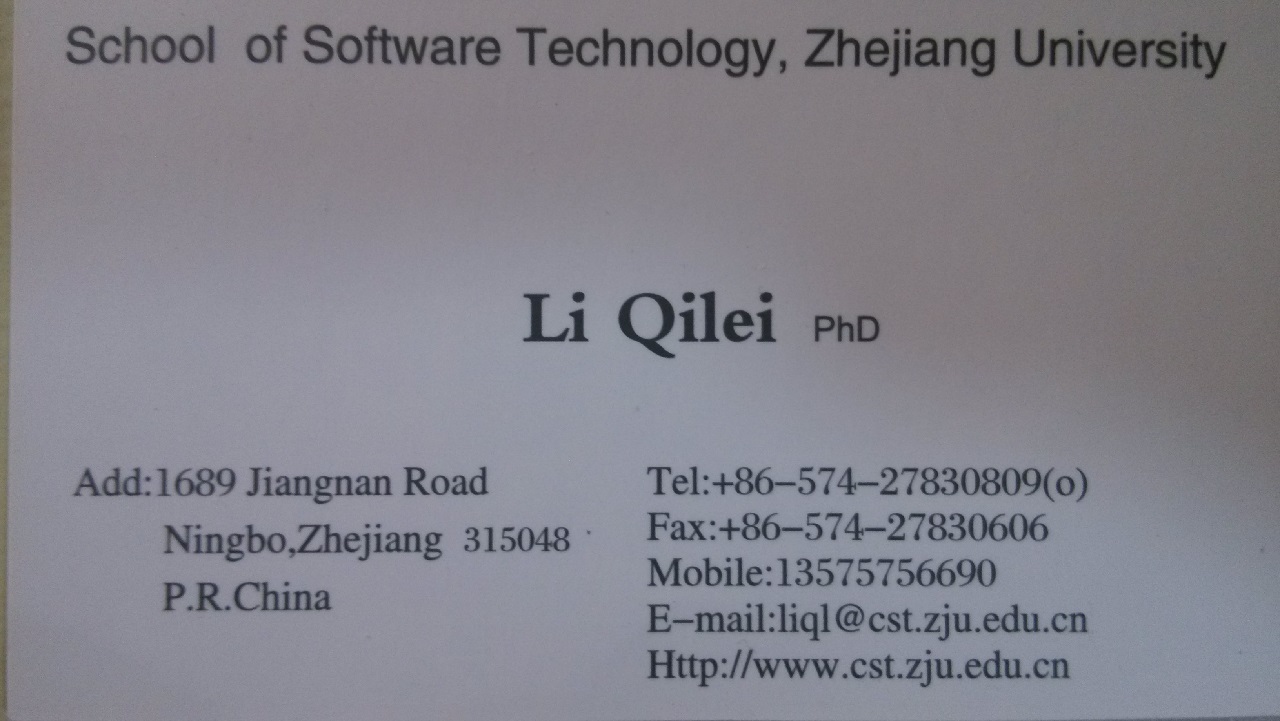 School of Software Technology, Zhejiang University
Li Qilei PhD
Add:1689 Jiangnan Road
Ningbo,Zhejiang 315048
P.R.China
Tel:+86–574–27830809(o)
Fax:+86–574–27830606
Mobile:13575756690
E–mail:liql@cst.zju.edu.cn
Http://www.cst.zju.edu.cn